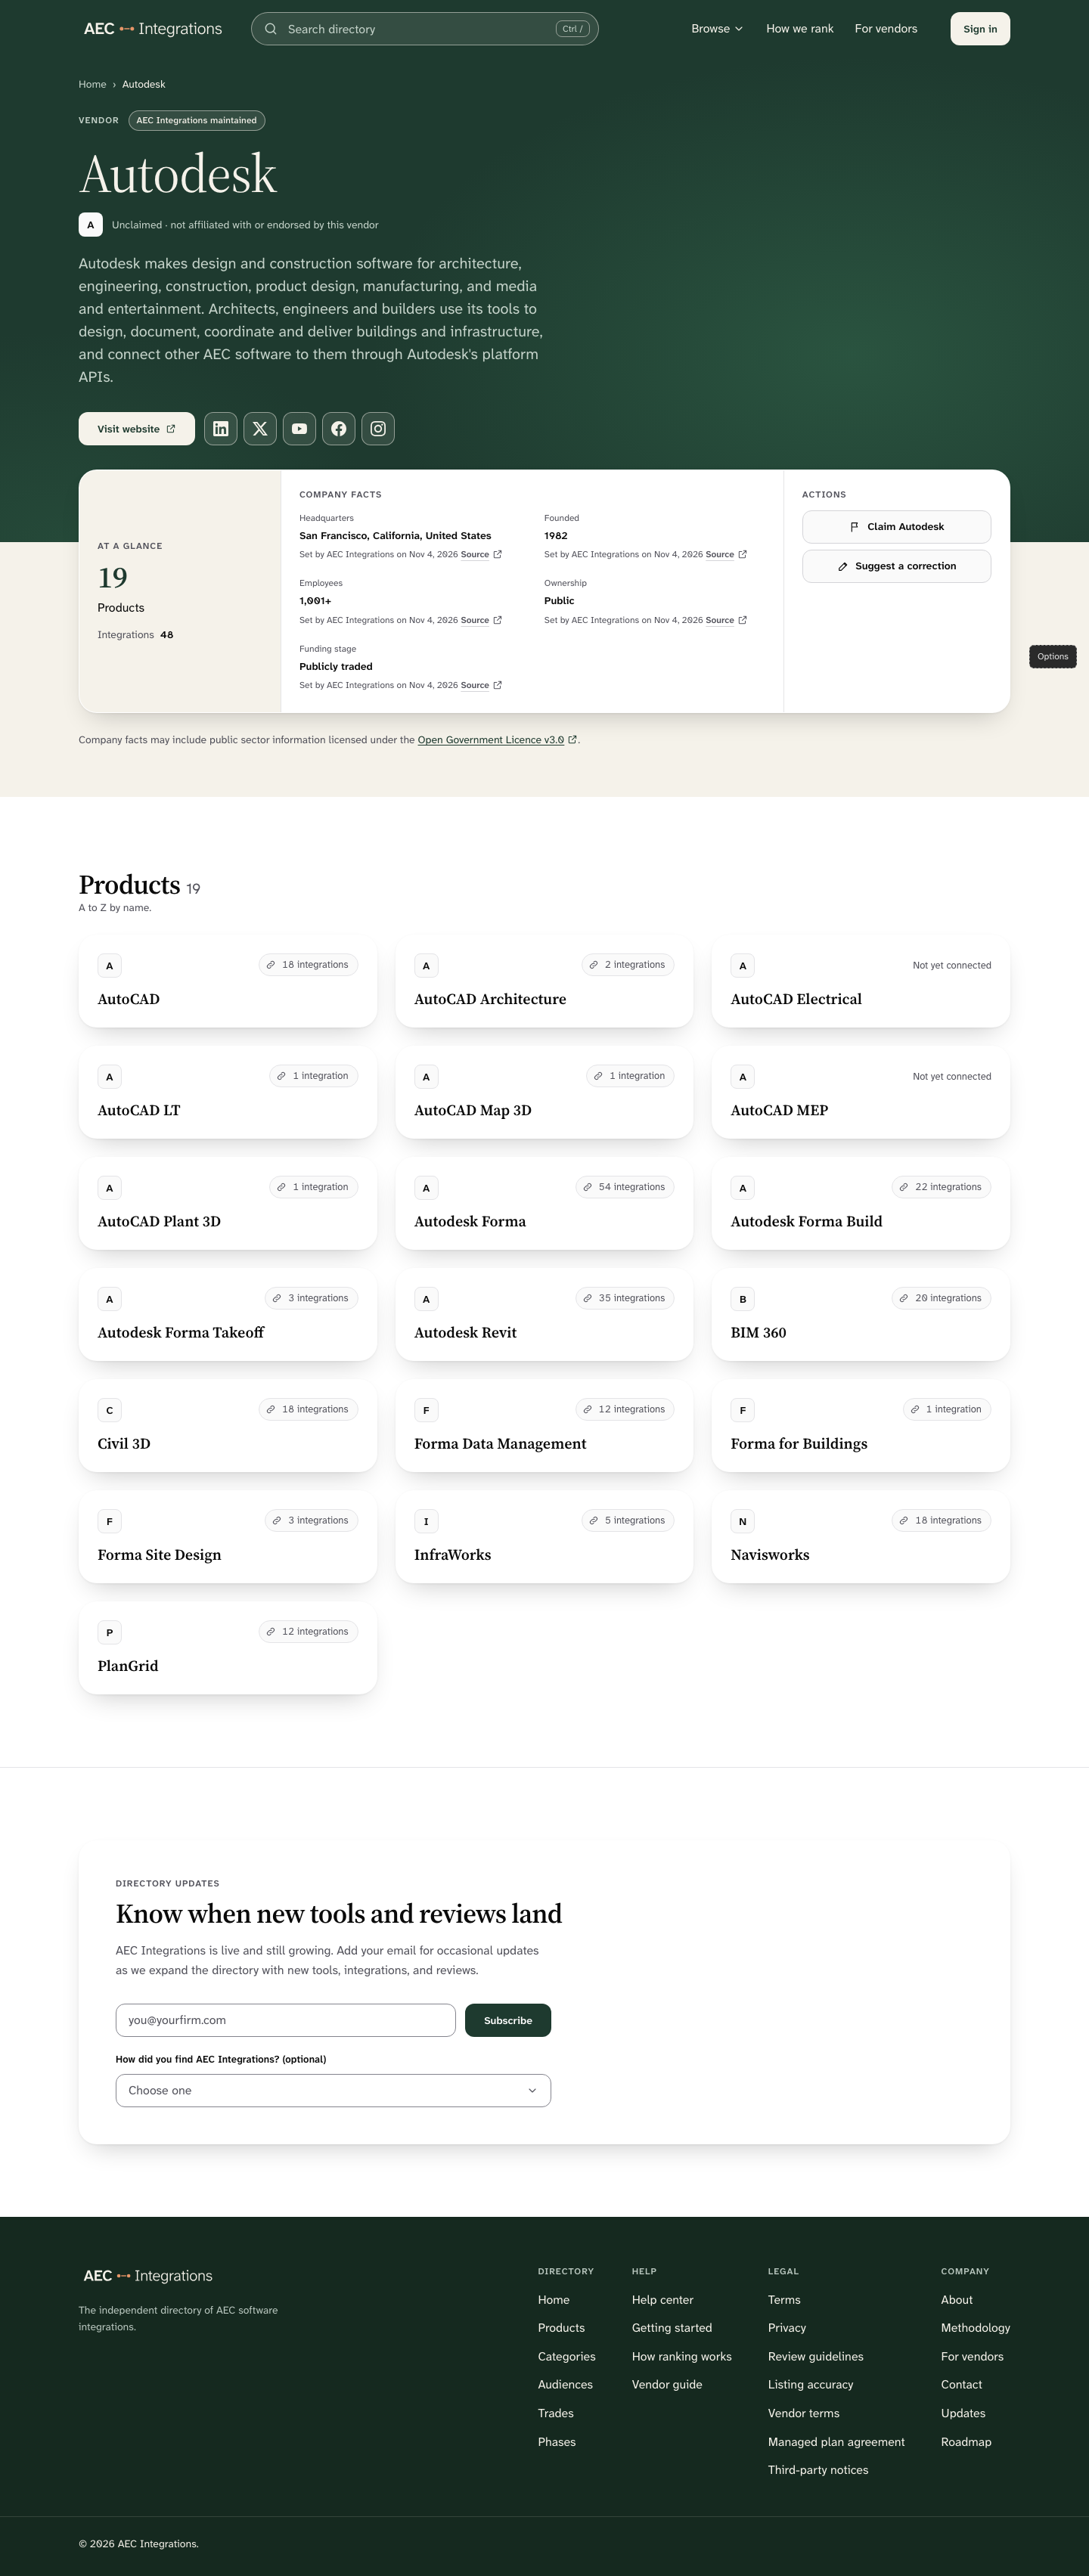 AEC Integrations
Search directory
Ctrl /
Browse
How we rank
For vendors
Sign in
Home › Autodesk
VENDOR
AEC Integrations maintained
Autodesk
A
Unclaimed · not affiliated with or endorsed by this vendor
Autodesk makes design and construction software for architecture,
engineering, construction, product design, manufacturing, and media
and entertainment. Architects, engineers and builders use its tools to
design, document, coordinate and deliver buildings and infrastructure,
and connect other AEC software to them through Autodesk's platform
APIs.
Visit website
AT A GLANCE
19
Products
Integrations 48
COMPANY FACTS
Headquarters
San Francisco, California, United States
Set by AEC Integrations on Nov 4, 2026 Source
Founded
1982
Set by AEC Integrations on Nov 4, 2026 Source
Employees
1,001+
Set by AEC Integrations on Nov 4, 2026 Source
Ownership
Public
Set by AEC Integrations on Nov 4, 2026 Source
Funding stage
Publicly traded
Set by AEC Integrations on Nov 4, 2026 Source
ACTIONS
Claim Autodesk
Suggest a correction
Options
Company facts may include public sector information licensed under the Open Government Licence v3.0.
Products 19
A to Z by name.
A
18 integrations
AutoCAD
A
2 integrations
AutoCAD Architecture
A
Not yet connected
AutoCAD Electrical
A
1 integration
AutoCAD LT
A
1 integration
AutoCAD Map 3D
A
Not yet connected
AutoCAD MEP
A
1 integration
AutoCAD Plant 3D
A
54 integrations
Autodesk Forma
A
22 integrations
Autodesk Forma Build
A
3 integrations
Autodesk Forma Takeoff
A
35 integrations
Autodesk Revit
B
20 integrations
BIM 360
C
18 integrations
Civil 3D
F
12 integrations
Forma Data Management
F
1 integration
Forma for Buildings
F
3 integrations
Forma Site Design
I
5 integrations
InfraWorks
N
18 integrations
Navisworks
P
12 integrations
PlanGrid
DIRECTORY UPDATES
Know when new tools and reviews land
AEC Integrations is live and still growing. Add your email for occasional updates
as we expand the directory with new tools, integrations, and reviews.
you@yourfirm.com
Subscribe
How did you find AEC Integrations? (optional)
Choose one
AEC Integrations
The independent directory of AEC software
integrations.
DIRECTORY
Home
Products
Categories
Audiences
Trades
Phases
HELP
Help center
Getting started
How ranking works
Vendor guide
LEGAL
Terms
Privacy
Review guidelines
Listing accuracy
Vendor terms
Managed plan agreement
Third-party notices
COMPANY
About
Methodology
For vendors
Contact
Updates
Roadmap
© 2026 AEC Integrations.